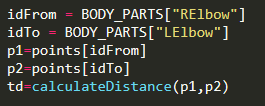 idFrom = BODY_PARTS["RElbow"]
idTo = BODY_PARTS["LElbow"]
p1=points[idFrom]
p2=points[idTo]
td=calculateDistance(p1,p2)